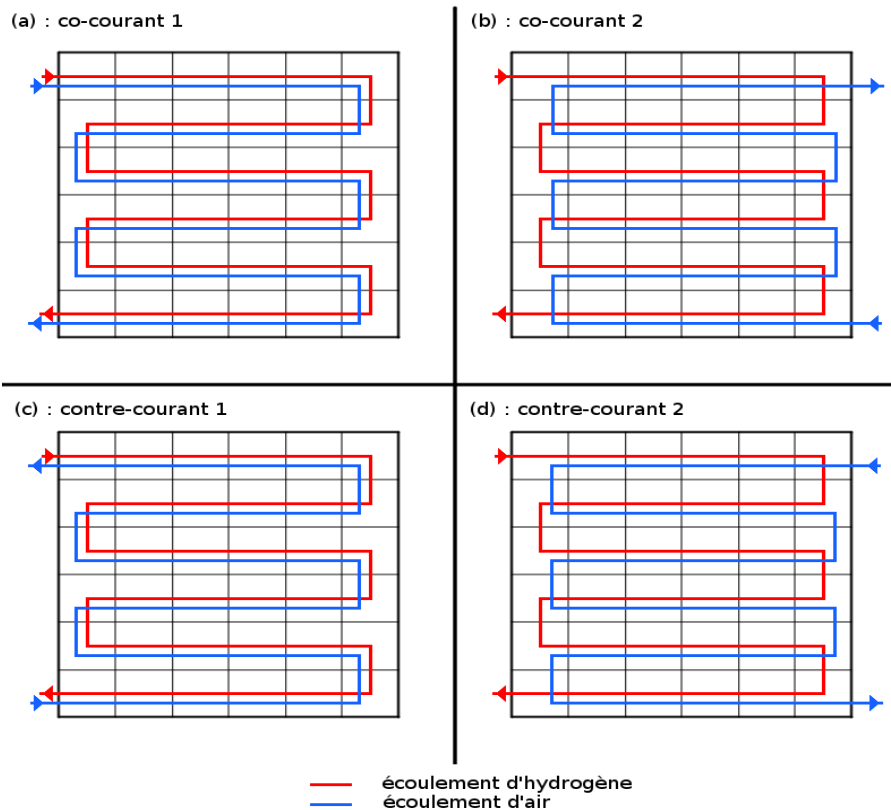 (a) : co-courant 1
(b) : co-courant 2
(c) : contre-courant 1
(d) : contre-courant 2
écoulement d'hydrogène
écoulement d'air